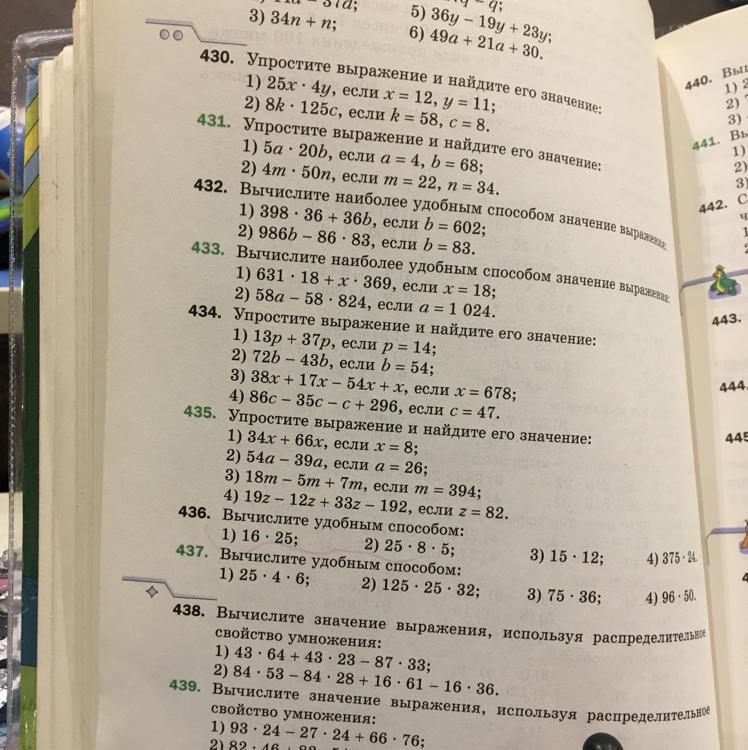 3) 34n + n;
5) 36y − 19y + 23y;
6) 49a + 21a + 30.
430. Упростите выражение и найдите его значение:
1) 25x · 4y, если x = 12, y = 11;
2) 8k · 125c, если k = 58, c = 8.
431. Упростите выражение и найдите его значение:
1) 5a · 20b, если a = 4, b = 68;
2) 4m · 50n, если m = 22, n = 34.
432. Вычислите наиболее удобным способом значение выражения:
1) 398 · 36 + 36b, если b = 602;
2) 986b − 86 · 83, если b = 83.
433. Вычислите наиболее удобным способом значение выражения:
1) 631 · 18 + x · 369, если x = 18;
2) 58a − 58 · 824, если a = 1 024.
434. Упростите выражение и найдите его значение:
1) 13p + 37p, если p = 14;
2) 72b − 43b, если b = 54;
3) 38x + 17x − 54x + x, если x = 678;
4) 86c − 35c − c + 296, если c = 47.
435. Упростите выражение и найдите его значение:
1) 34x + 66x, если x = 8;
2) 54a − 39a, если a = 26;
3) 18m − 5m + 7m, если m = 394;
4) 19z − 12z + 33z − 192, если z = 82.
436. Вычислите удобным способом:
1) 16 · 25; 2) 25 · 8 · 5; 3) 15 · 12; 4) 375 · 24.
437. Вычислите удобным способом:
1) 25 · 4 · 6; 2) 125 · 25 · 32; 3) 75 · 36; 4) 96 · 50.
438. Вычислите значение выражения, используя распределительное
свойство умножения:
1) 43 · 64 + 43 · 23 − 87 · 33;
2) 84 · 53 − 84 · 28 + 16 · 61 − 16 · 36.
439. Вычислите значение выражения, используя распределительное
свойство умножения:
1) 93 · 24 − 27 · 24 + 66 · 76;
440.
1)
2)
3)
441.
1)
2)
3)
442.
1
443.
444.
445